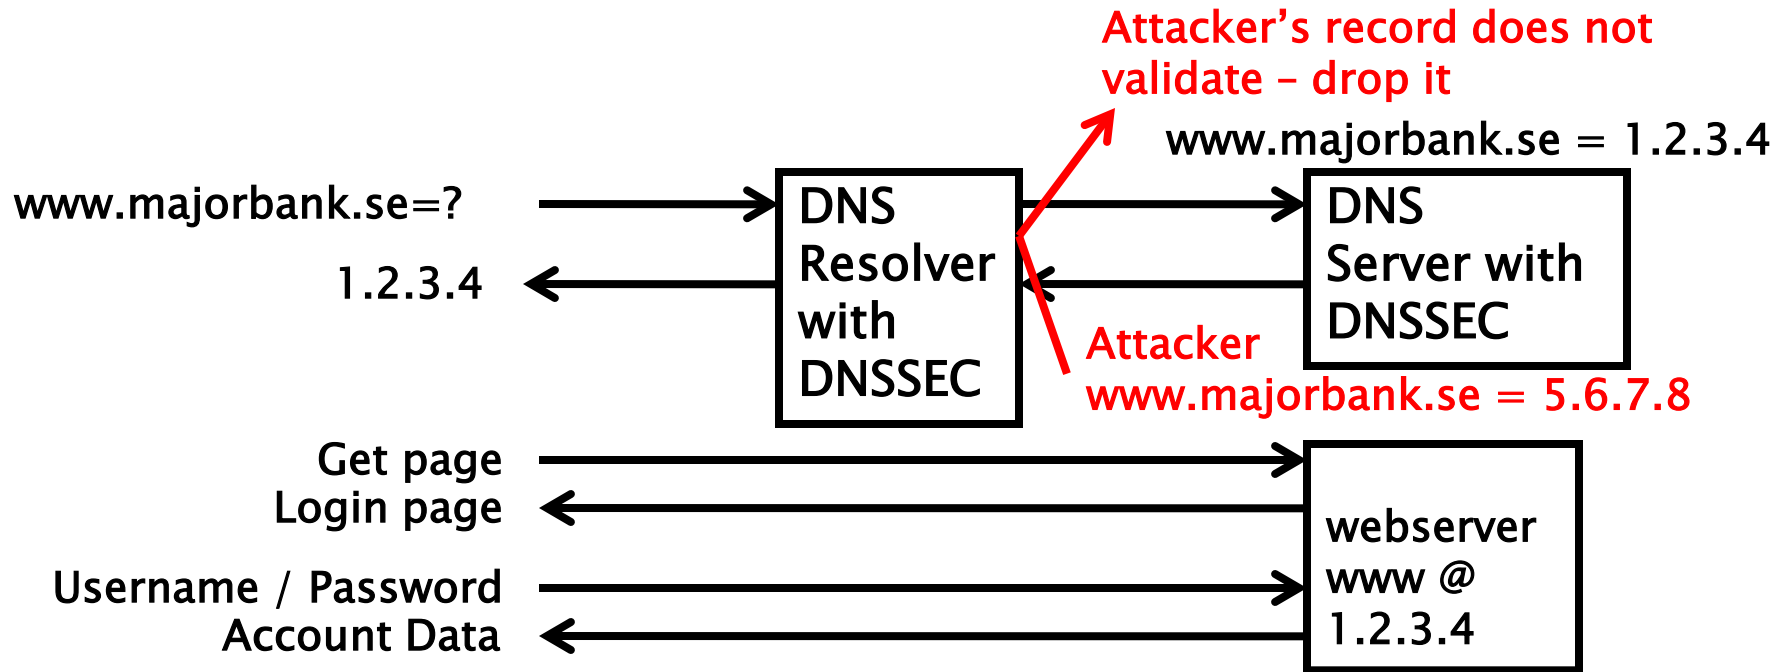 Attacker’s record does not
validate – drop it
www.majorbank.se = 1.2.3.4
www.majorbank.se=?
1.2.3.4
DNS
Resolver
with
DNSSEC
DNS
Server with
DNSSEC
Attacker
www.majorbank.se = 5.6.7.8
Get page
Login page
Username / Password
Account Data
webserver
www @
1.2.3.4